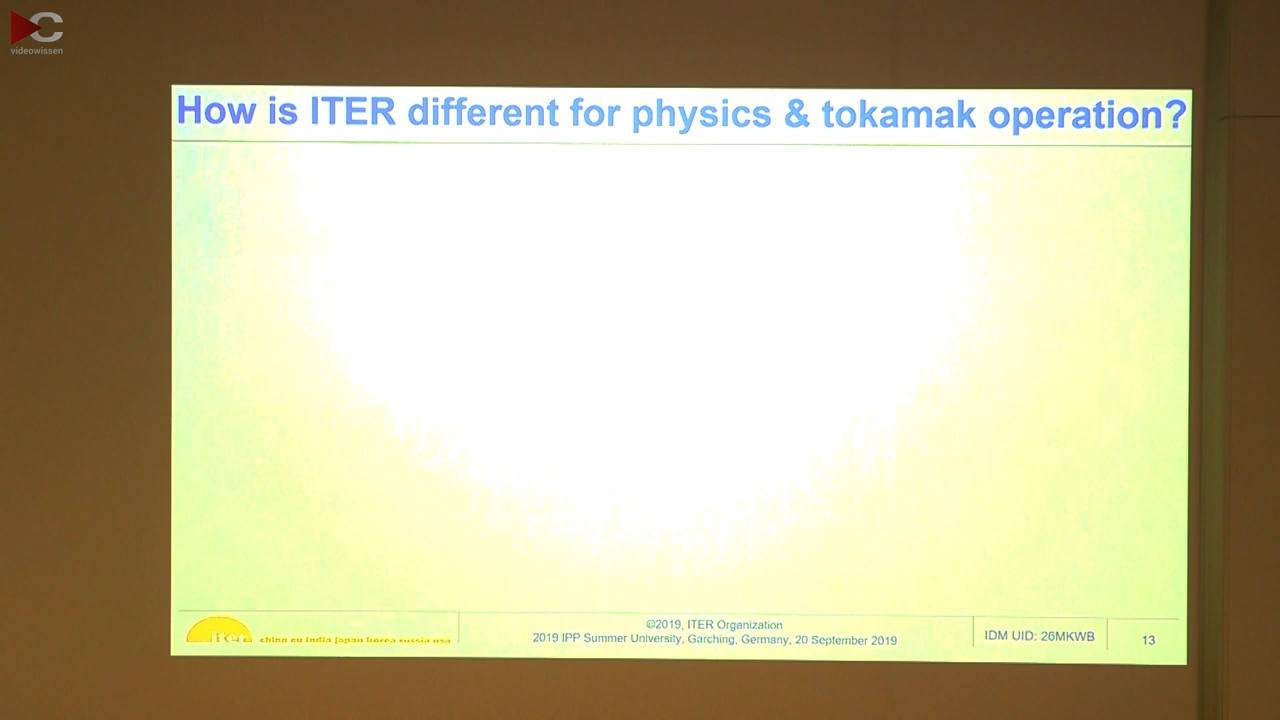 videowissen
How is ITER different for physics & tokamak operation?
iter
china eu india japan korea russia usa
©2019, ITER Organization
2019 IPP Summer University, Garching, Germany, 20 September 2019
IDM UID: 26MKWB
13